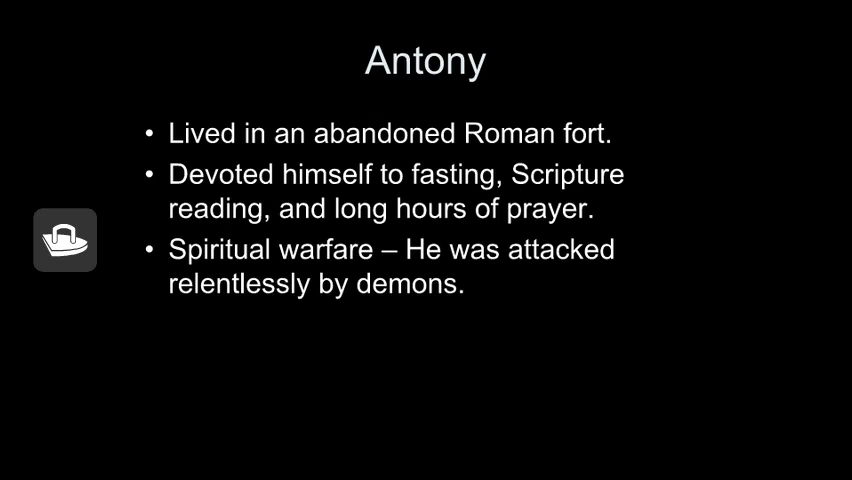 Antony
• Lived in an abandoned Roman fort.
• Devoted himself to fasting, Scripture
reading, and long hours of prayer.
• Spiritual warfare – He was attacked
relentlessly by demons.